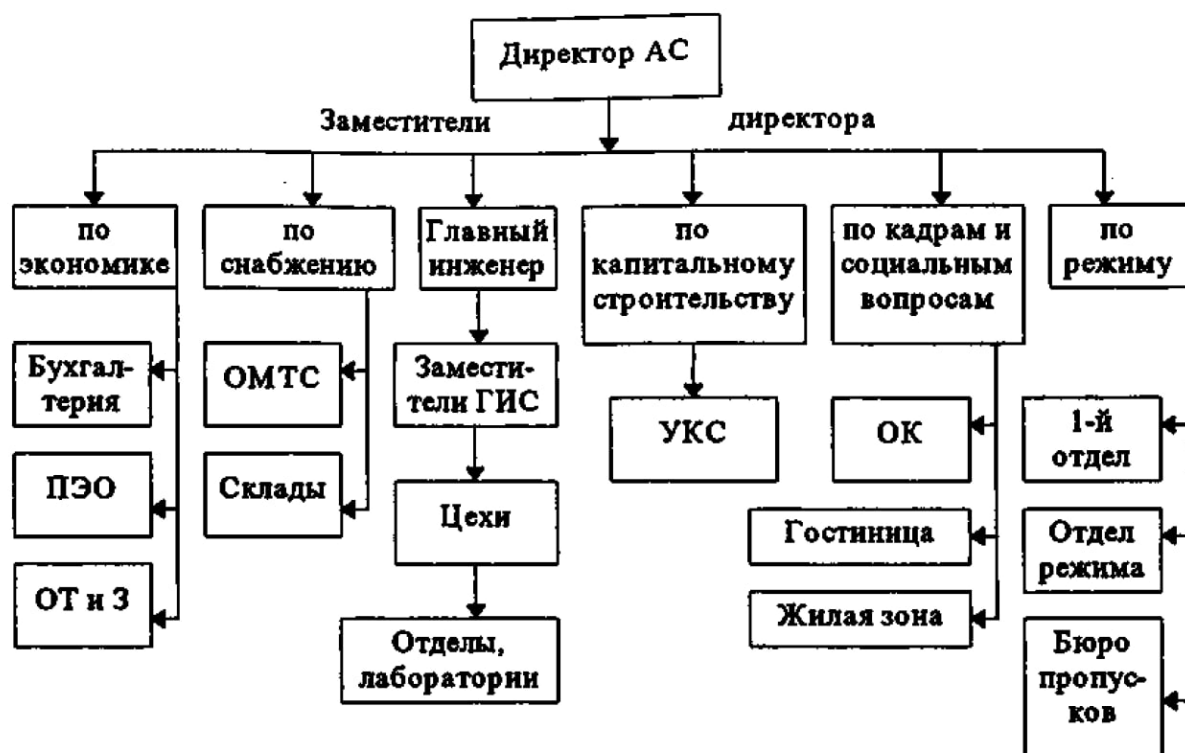 Директор АС
Заместители директора
по
экономике
по
снабжению
Главный
инженер
по
капитальному
строительству
по кадрам и
социальным
вопросам
по
режиму
Бухгал-
терия
ОМТС
Замести-
тели ГИС
УКС
ОК
1-й
отдел
ПЭО
Склады
Цехи
Гостиница
Отдел
режима
ОТ и З
Отделы,
лаборатории
Жилая зона
Бюро
пропус-
ков